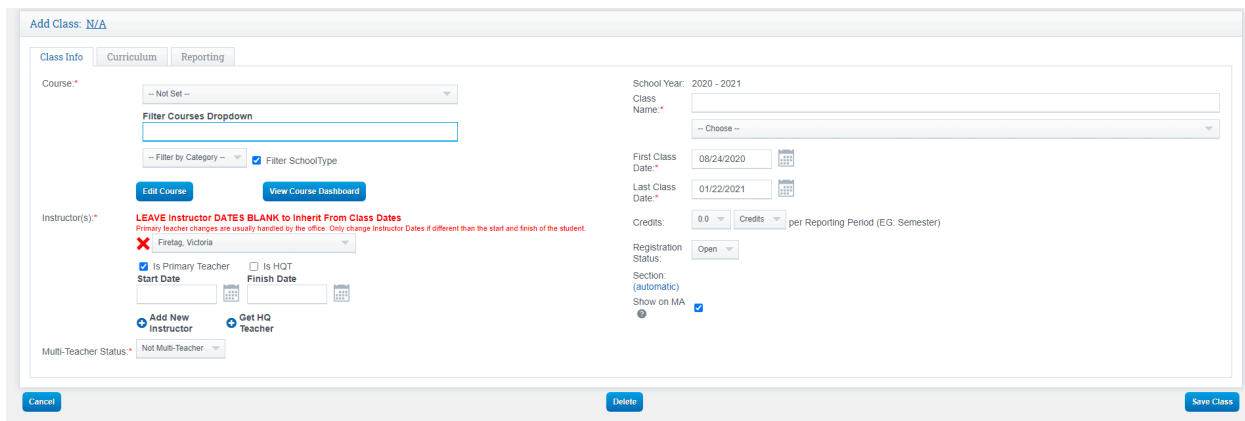 Add Class: N/A
Class Info Curriculum Reporting
Course:*
-- Not Set --
Filter Courses Dropdown
-- Filter by Category -- Filter SchoolType
Edit Course View Course Dashboard
Instructor(s):*
LEAVE Instructor DATES BLANK to Inherit From Class Dates
Primary teacher changes are usually handled by the office. Only change Instructor Dates if different than the start and finish of the student.
Firetag, Victoria
Is Primary Teacher Is HQT
Start Date Finish Date
Add New Instructor
Get HQ Teacher
Multi-Teacher Status:* Not Multi-Teacher
School Year: 2020 - 2021
Class
Name:*
-- Choose --
First Class
Date:*
08/24/2020
Last Class
Date:*
01/22/2021
Credits: 0.0 Credits per Reporting Period (EG: Semester)
Registration
Status:
Open
Section:
(automatic)
Show on MA
?
Cancel Delete Save Class